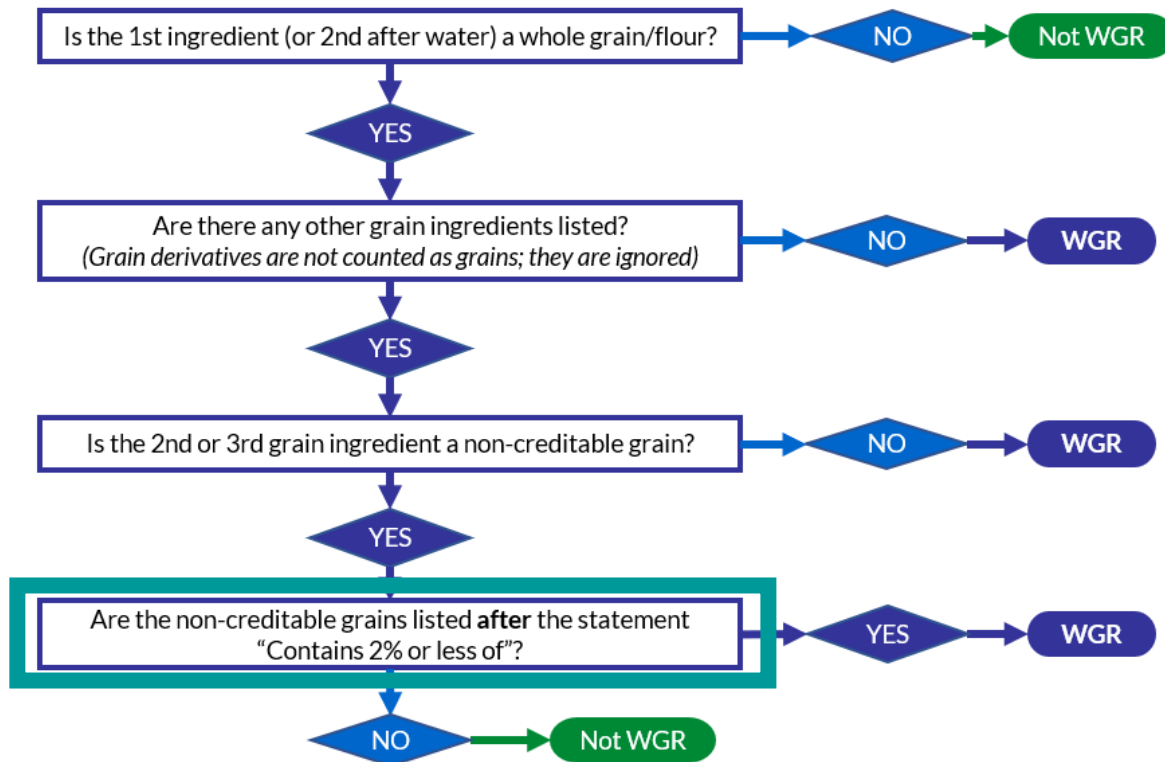 Is the 1st ingredient (or 2nd after water) a whole grain/flour?
NO
Not WGR
YES
Are there any other grain ingredients listed?
(Grain derivatives are not counted as grains; they are ignored)
NO
WGR
YES
Is the 2nd or 3rd grain ingredient a non-creditable grain?
NO
WGR
YES
Are the non-creditable grains listed after the statement
“Contains 2% or less of”?
YES
WGR
NO
Not WGR